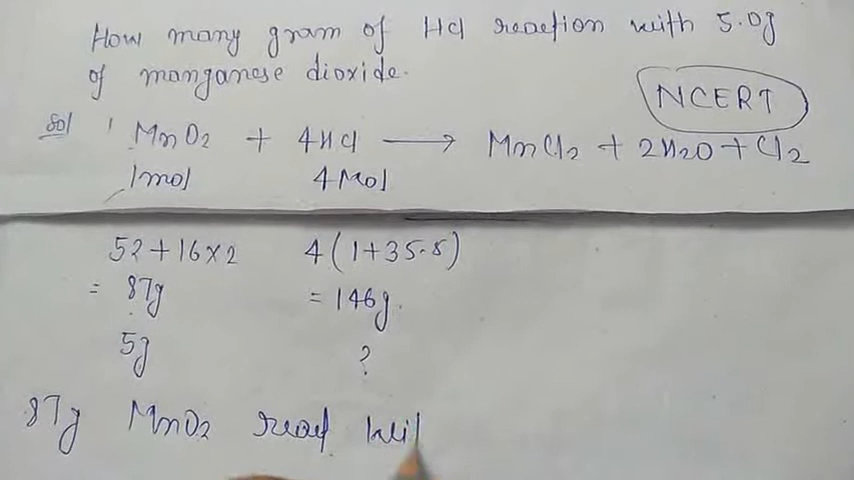 How many gram of HCl reaction with 5.0g
of manganese dioxide.
NCERT
Sol MnO2 + 4HCl → MnCl2 + 2H2O + Cl2
1mol 4Mol
52+16×2 4(1+35.5)
= 87g = 146g
5g ?
87g MnO2 react wit